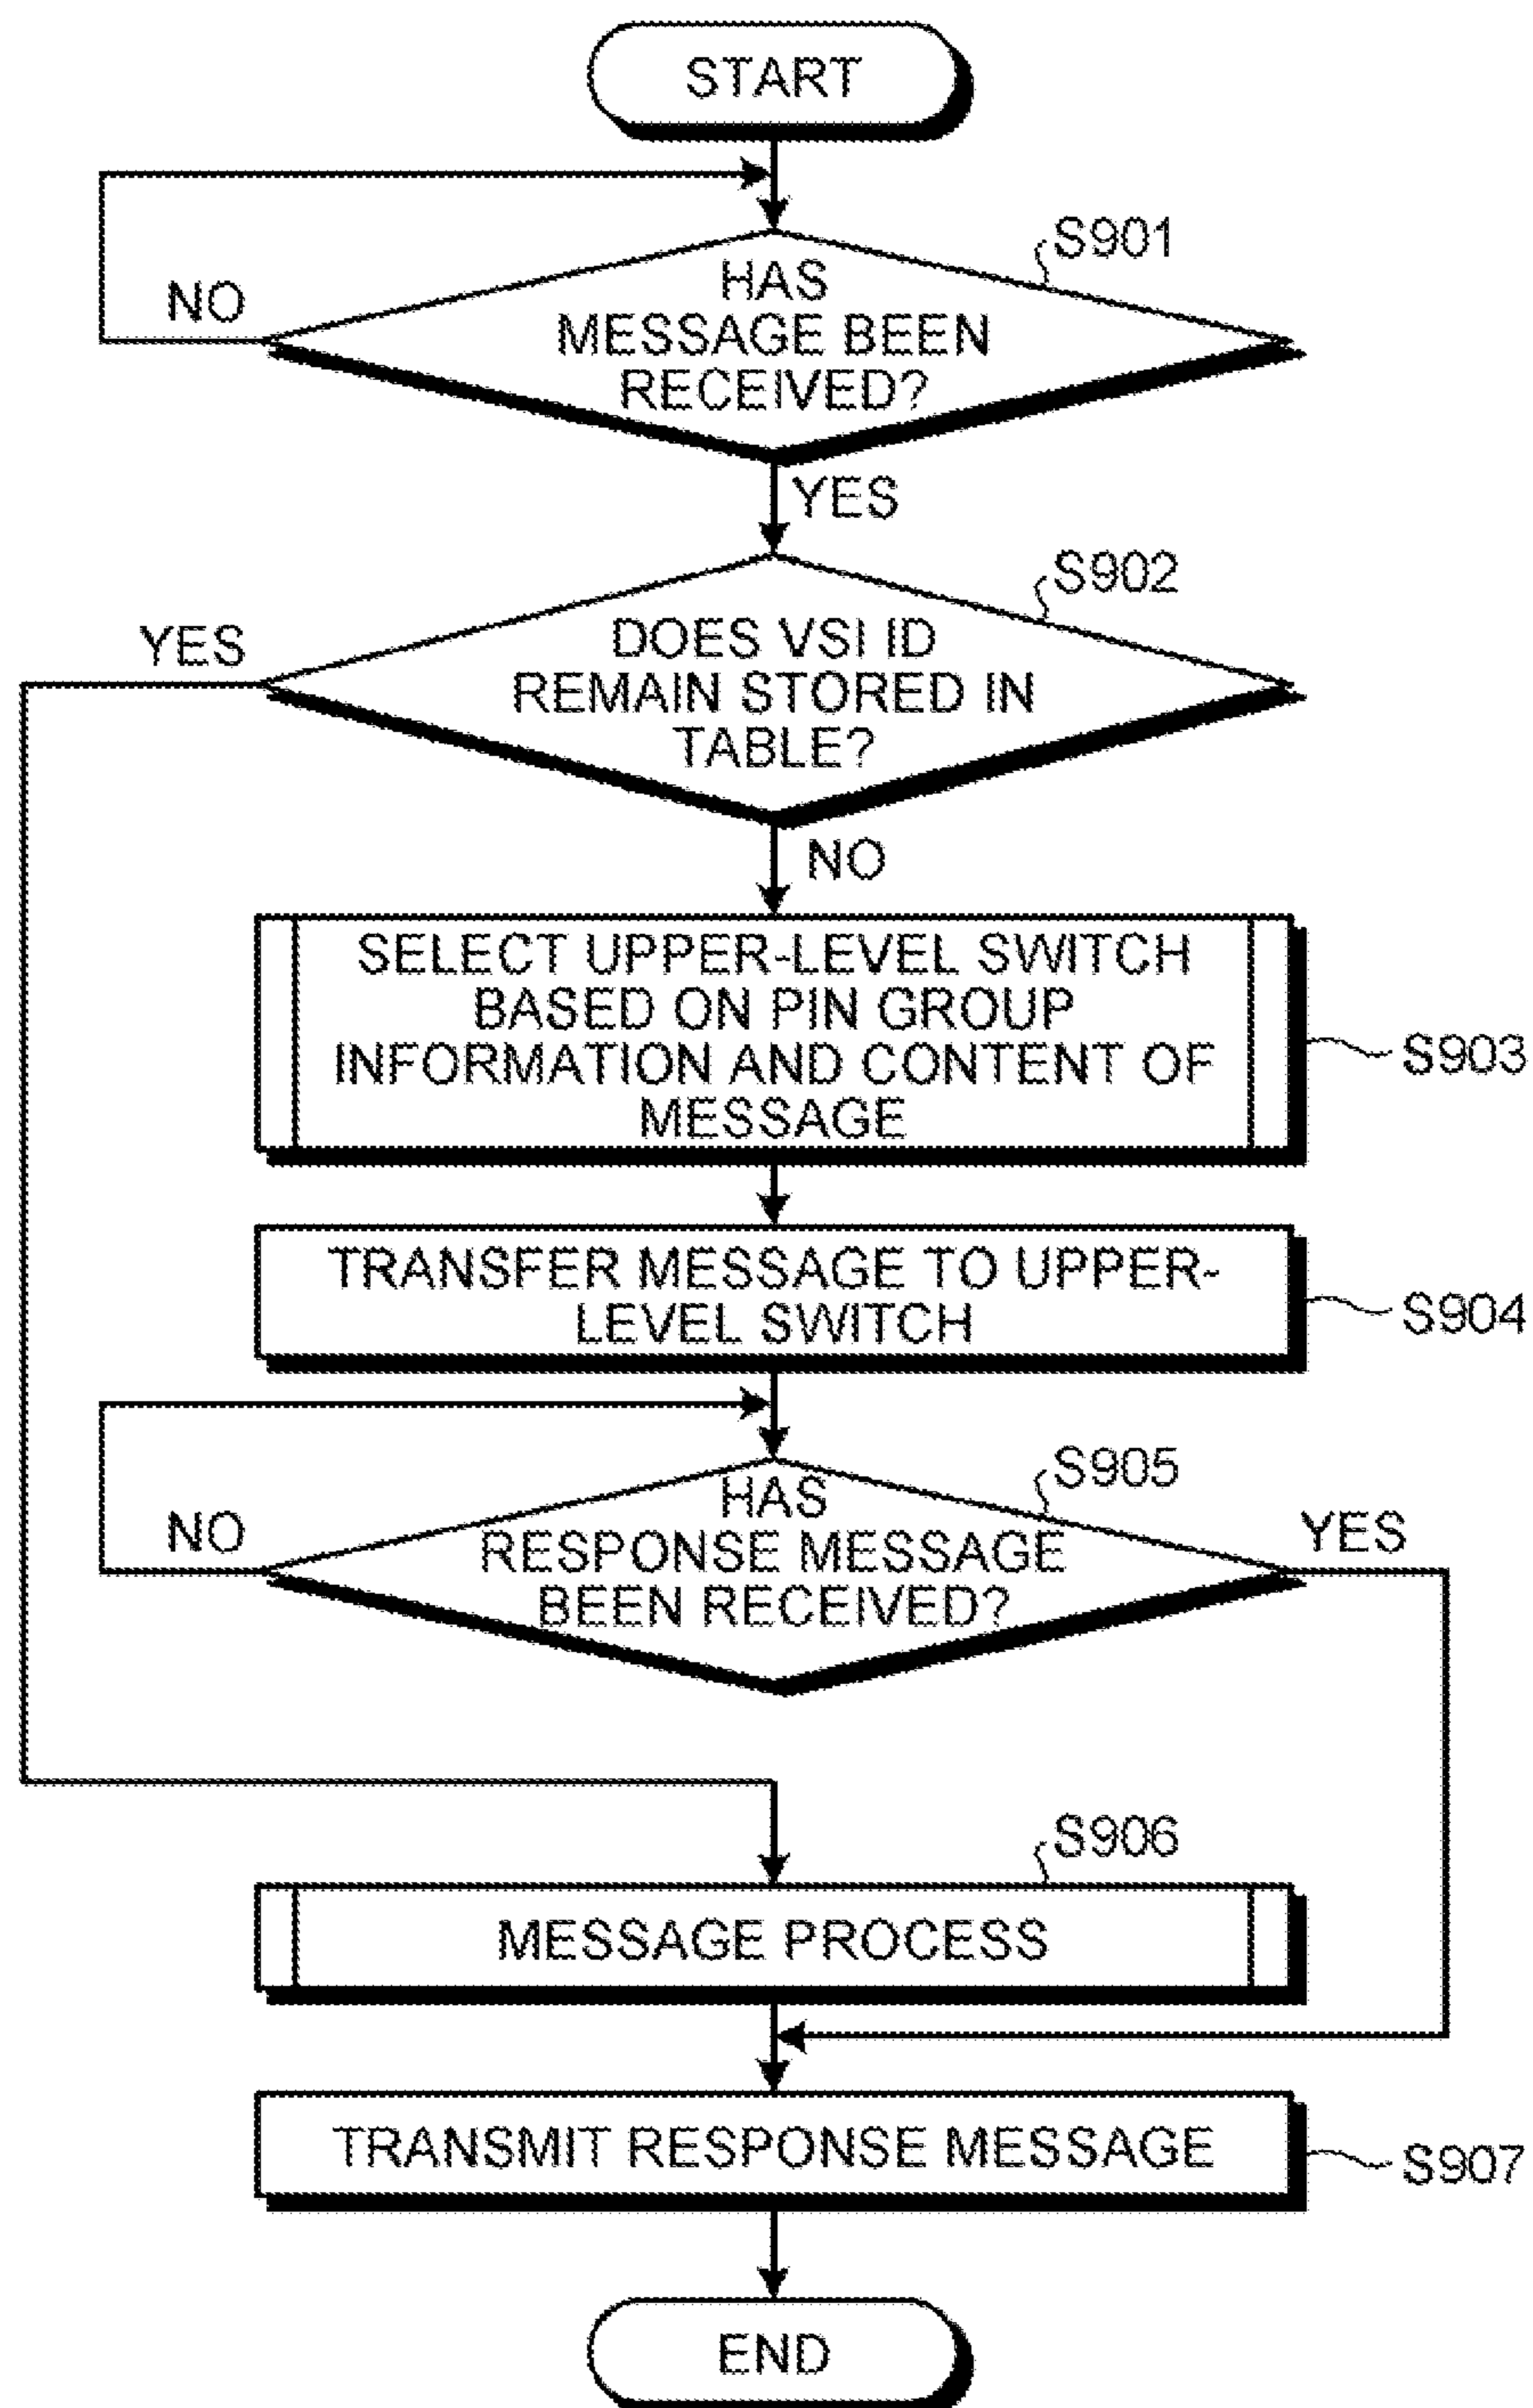 START
S901
HAS
MESSAGE BEEN
RECEIVED?
NO
YES
S902
DOES VSI ID
REMAIN STORED IN
TABLE?
YES
NO
SELECT UPPER-LEVEL SWITCH
BASED ON PIN GROUP
INFORMATION AND CONTENT OF
MESSAGE
S903
TRANSFER MESSAGE TO UPPER-
LEVEL SWITCH
S904
S905
HAS
RESPONSE MESSAGE
BEEN RECEIVED?
NO
YES
S906
MESSAGE PROCESS
TRANSMIT RESPONSE MESSAGE
S907
END